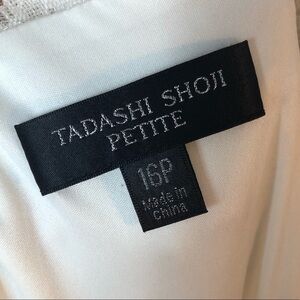 TADASHI SHOJI
PETITE
16P
Made in
China